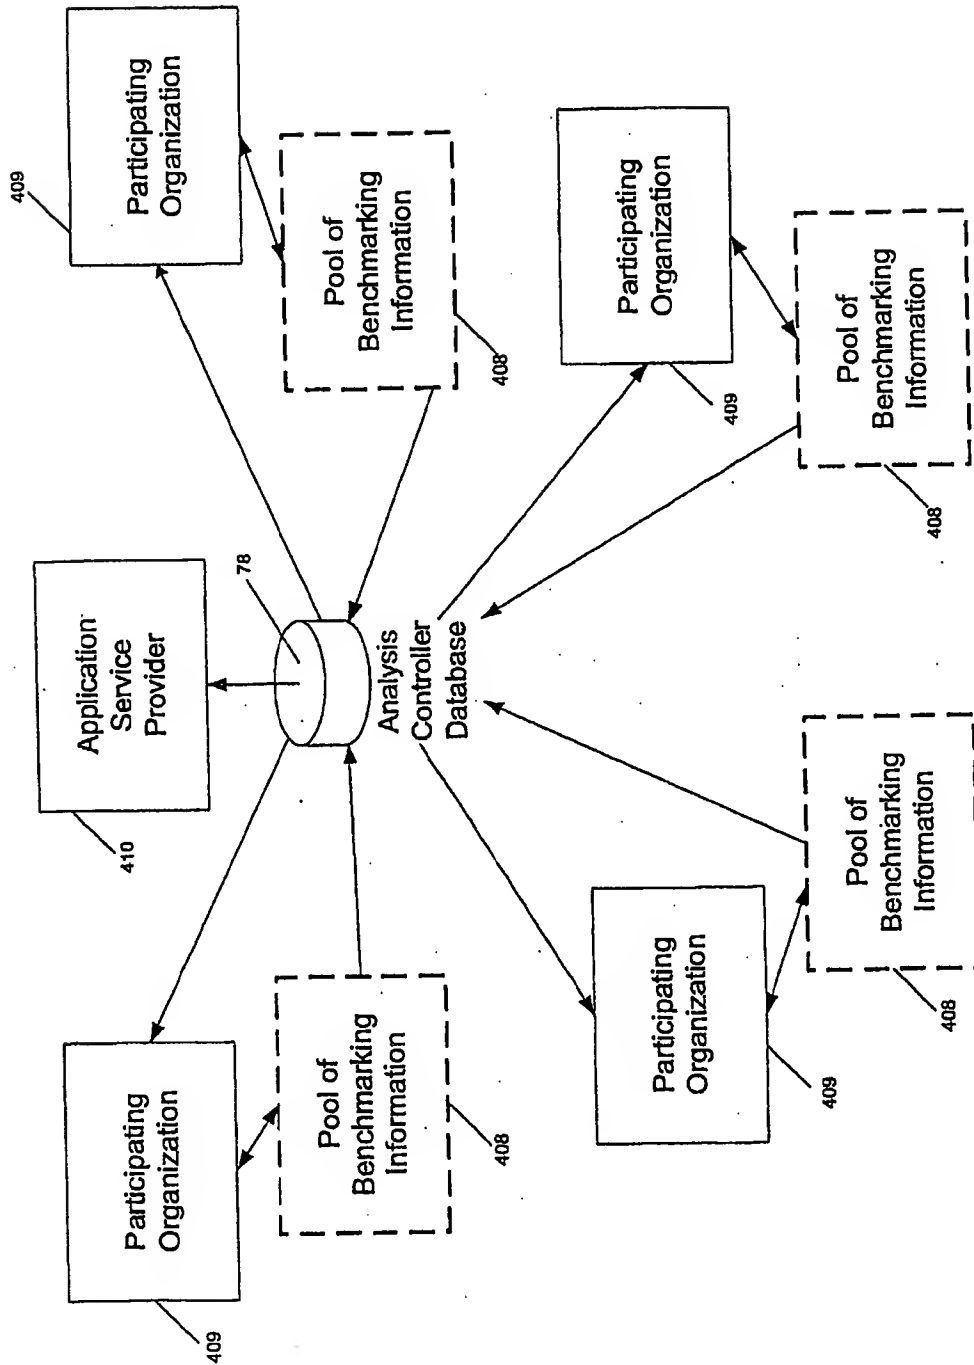 Participating
Organization
409
Application
Service
Provider
410
Participating
Organization
409
Pool of
Benchmarking
Information
408
78
Analysis
Controller
Database
Pool of
Benchmarking
Information
408
Participating
Organization
409
Participating
Organization
409
Pool of
Benchmarking
Information
408
Pool of
Benchmarking
Information
408